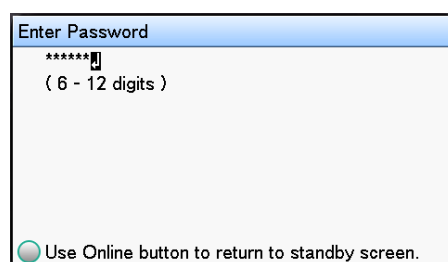 Enter Password
******↵
( 6 - 12 digits )
Use Online button to return to standby screen.